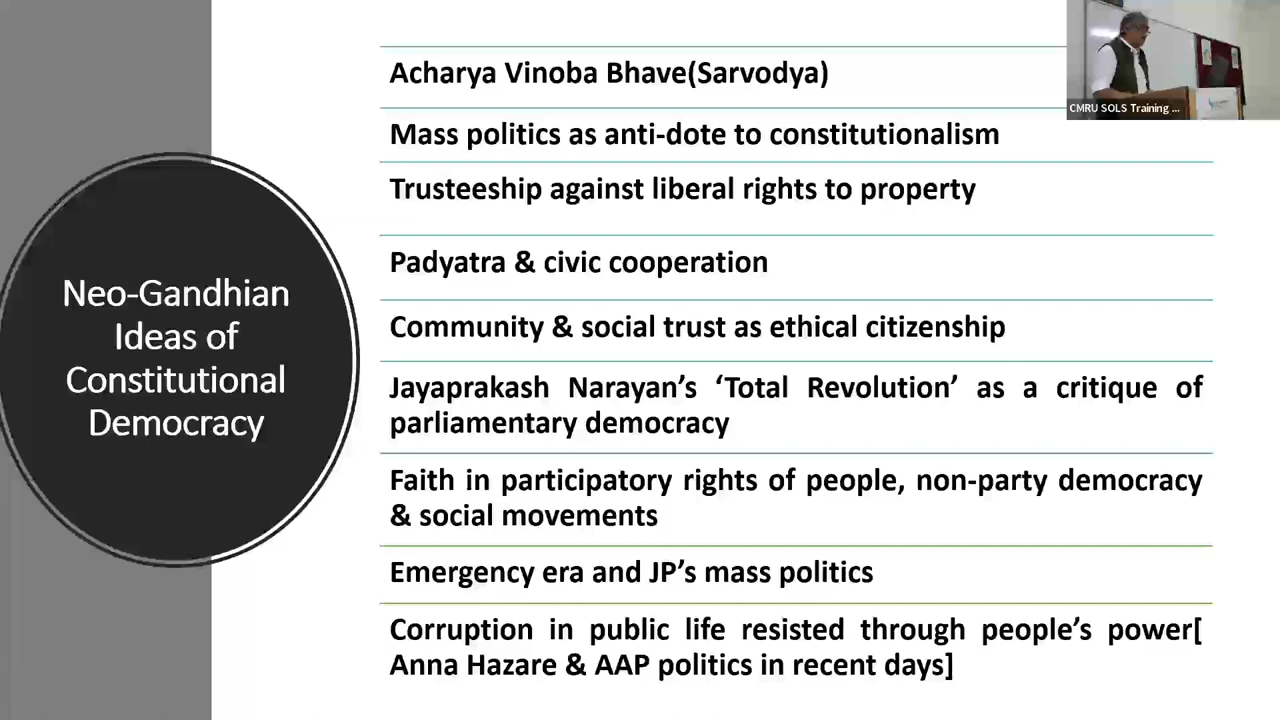 Neo-Gandhian
Ideas of
Constitutional
Democracy
Acharya Vinoba Bhave(Sarvodya)
Mass politics as anti-dote to constitutionalism
Trusteeship against liberal rights to property
Padyatra & civic cooperation
Community & social trust as ethical citizenship
Jayaprakash Narayan’s ‘Total Revolution’ as a critique of
parliamentary democracy
Faith in participatory rights of people, non-party democracy
& social movements
Emergency era and JP’s mass politics
Corruption in public life resisted through people’s power[
Anna Hazare & AAP politics in recent days]
CMRU SOLS Training ...